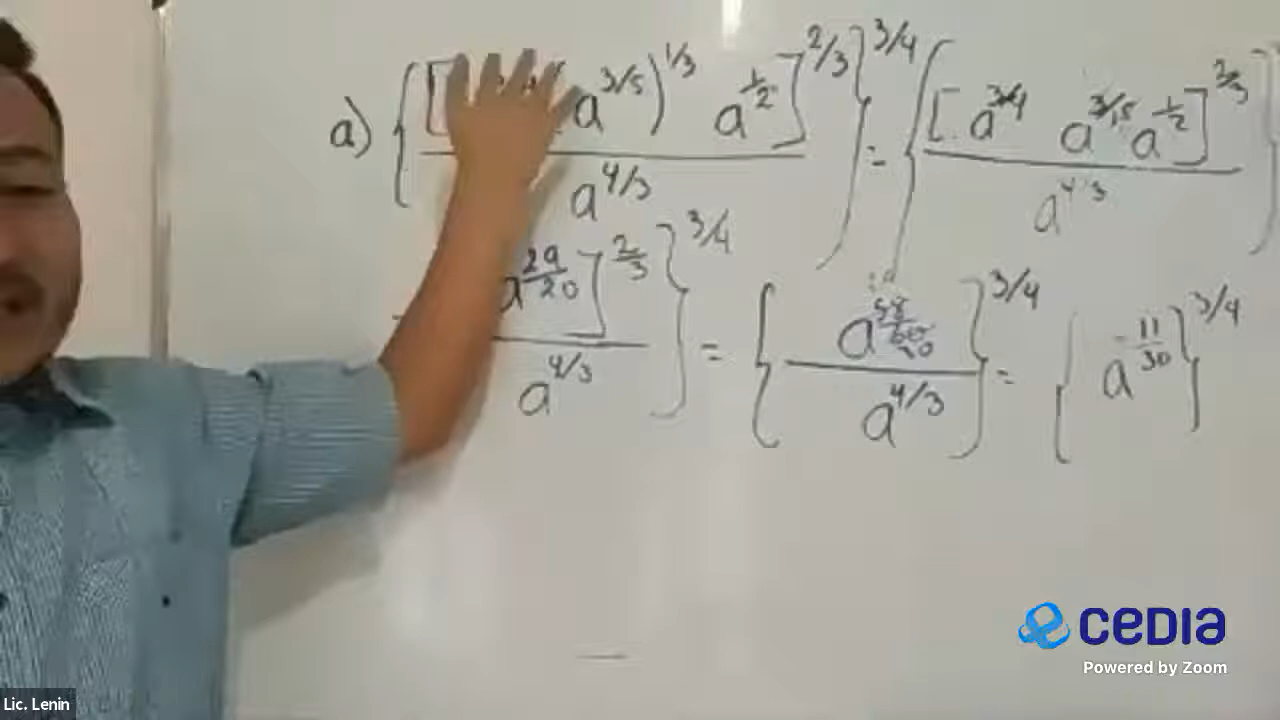 a) { [ a^{3/5} )^{1/3} a^{1/2} ]^{2/3} / a^{4/3} }^{3/4} = { [ a^{3/4} a^{3/15} a^{1/2} ]^{2/3} / a^{4/3} }
a^{29/20} ]^{2/3} / a^{4/3} }^{3/4} = { a^{58/60} / a^{4/3} }^{3/4} = { a^{-11/30} }^{3/4}
CEDIA
Powered by Zoom
Lic. Lenin